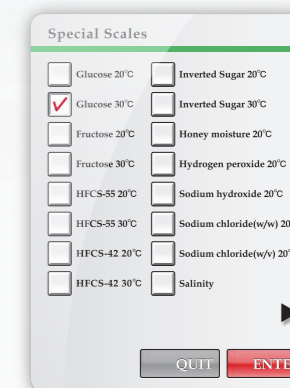 Special Scales
Glucose 20℃
Glucose 30℃
Fructose 20℃
Fructose 30℃
HFCS-55 20℃
HFCS-55 30℃
HFCS-42 20℃
HFCS-42 30℃
Inverted Sugar 20℃
Inverted Sugar 30℃
Honey moisture 20℃
Hydrogen peroxide 20℃
Sodium hydroxide 20℃
Sodium chloride(w/w) 20
Sodium chloride(w/v) 20°
Salinity
QUIT
ENTE